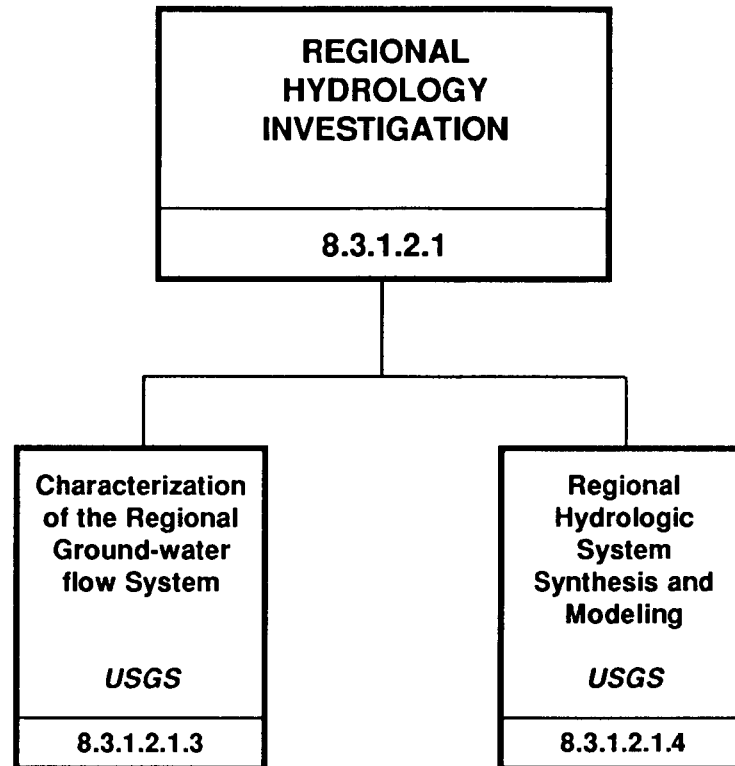 REGIONAL
HYDROLOGY
INVESTIGATION
8.3.1.2.1
Characterization
of the Regional
Ground-water
flow System
USGS
8.3.1.2.1.3
Regional
Hydrologic
System
Synthesis and
Modeling
USGS
8.3.1.2.1.4